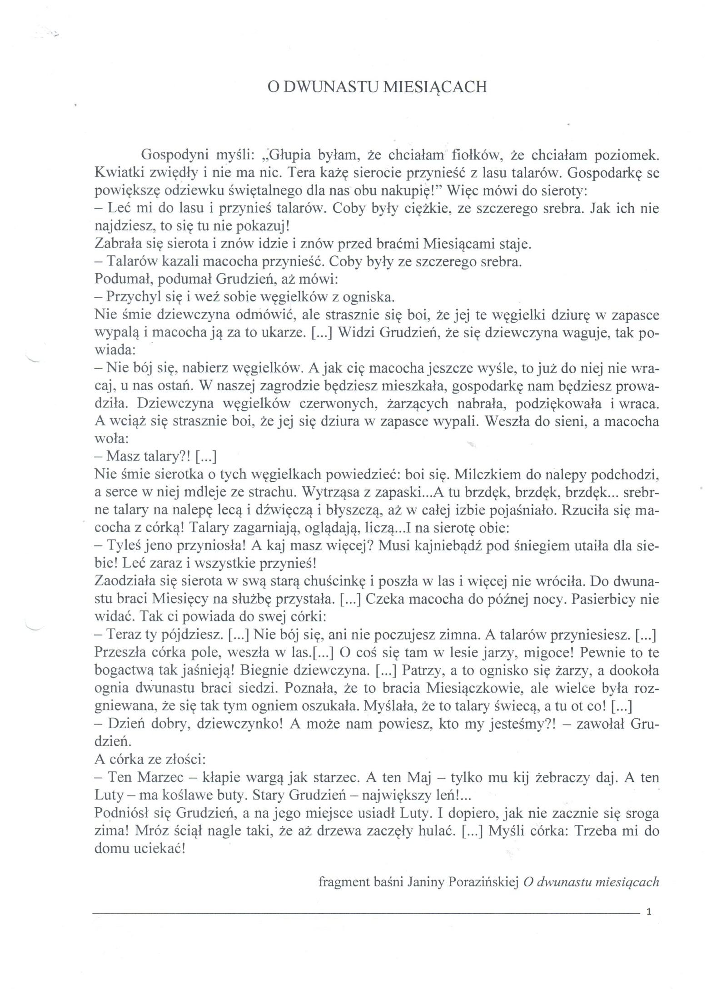 O DWUNASTU MIESIĄCACH
Gospodyni myśli: „Głupia byłam, że chciałam fiołków, że chciałam poziomek.
Kwiatki zwiędły i nie ma nic. Tera każę sierocie przynieść z lasu talarów. Gospodarkę se
powiększę odziewku świętalnego dla nas obu nakupię!” Więc mówi do sieroty:
– Leć mi do lasu i przynieś talarów. Coby były ciężkie, ze szczerego srebra. Jak ich nie
najdziesz, to się tu nie pokazuj!
Zabrała się sierota i znów idzie i znów przed braćmi Miesiącami staje.
– Talarów kazali macocha przynieść. Coby były ze szczerego srebra.
Podumał, podumał Grudzień, aż mówi:
– Przychyl się i weź sobie węgielków z ogniska.
Nie śmie dziewczyna odmówić, ale strasznie się boi, że jej te węgielki dziurę w zapasce
wypalą i macocha ją za to ukarze. [...] Widzi Grudzień, że się dziewczyna waguje, tak po-
wiada:
– Nie bój się, nabierz węgielków. A jak cię macocha jeszcze wyśle, to już do niej nie wra-
caj, u nas ostań. W naszej zagrodzie będziesz mieszkała, gospodarkę nam będziesz prowa-
dziła. Dziewczyna węgielków czerwonych, żarzących nabrała, podziękowała i wraca.
A wciąż się strasznie boi, że jej się dziura w zapasce wypali. Weszła do sieni, a macocha
woła:
– Masz talary?! [...]
Nie śmie sierotka o tych węgielkach powiedzieć: boi się. Milczkiem do nalepy podchodzi,
a serce w niej mdleje ze strachu. Wytrząsa z zapaski...A tu brzdęk, brzdęk, brzdęk... srebr-
ne talary na nalepę lecą i dźwięczą i błyszczą, aż w całej izbie pojaśniało. Rzuciła się ma-
cocha z córką! Talary zagarniają, oglądają, liczą...I na sierotę obie:
– Tyleś jeno przyniosła! A kaj masz więcej? Musi kajniebądź pod śniegiem utaiła dla sie-
bie! Leć zaraz i wszystkie przynieś!
Zaodziała się sierota w swą starą chuścinkę i poszła w las i więcej nie wróciła. Do dwuna-
stu braci Miesięcy na służbę przystała. [...] Czeka macocha do późnej nocy. Pasierbicy nie
widać. Tak ci powiada do swej córki:
– Teraz ty pójdziesz. [...] Nie bój się, ani nie poczujesz zimna. A talarów przyniesiesz. [...]
Przeszła córka pole, weszła w las.[...] O coś się tam w lesie jarzy, migoce! Pewnie to te
bogactwa tak jaśnieją! Biegnie dziewczyna. [...] Patrzy, a to ognisko się żarzy, a dookoła
ognia dwunastu braci siedzi. Poznała, że to bracia Miesiączkowie, ale wielce była roz-
gniewana, że się tak tym ogniem oszukała. Myślała, że to talary świecą, a tu ot co! [...]
– Dzień dobry, dziewczynko! A może nam powiesz, kto my jesteśmy?! – zawołał Gru-
dzień.
A córka ze złości:
– Ten Marzec – kłapie wargą jak starzec. A ten Maj – tylko mu kij żebraczy daj. A ten
Luty – ma koślawe buty. Stary Grudzień – największy leń!...
Podniósł się Grudzień, a na jego miejsce usiadł Luty. I dopiero, jak nie zacznie się sroga
zima! Mróz ściął nagle taki, że aż drzewa zaczęły hulać. [...] Myśli córka: Trzeba mi do
domu uciekać!
fragment baśni Janiny Porazińskiej O dwunastu miesiącach
1